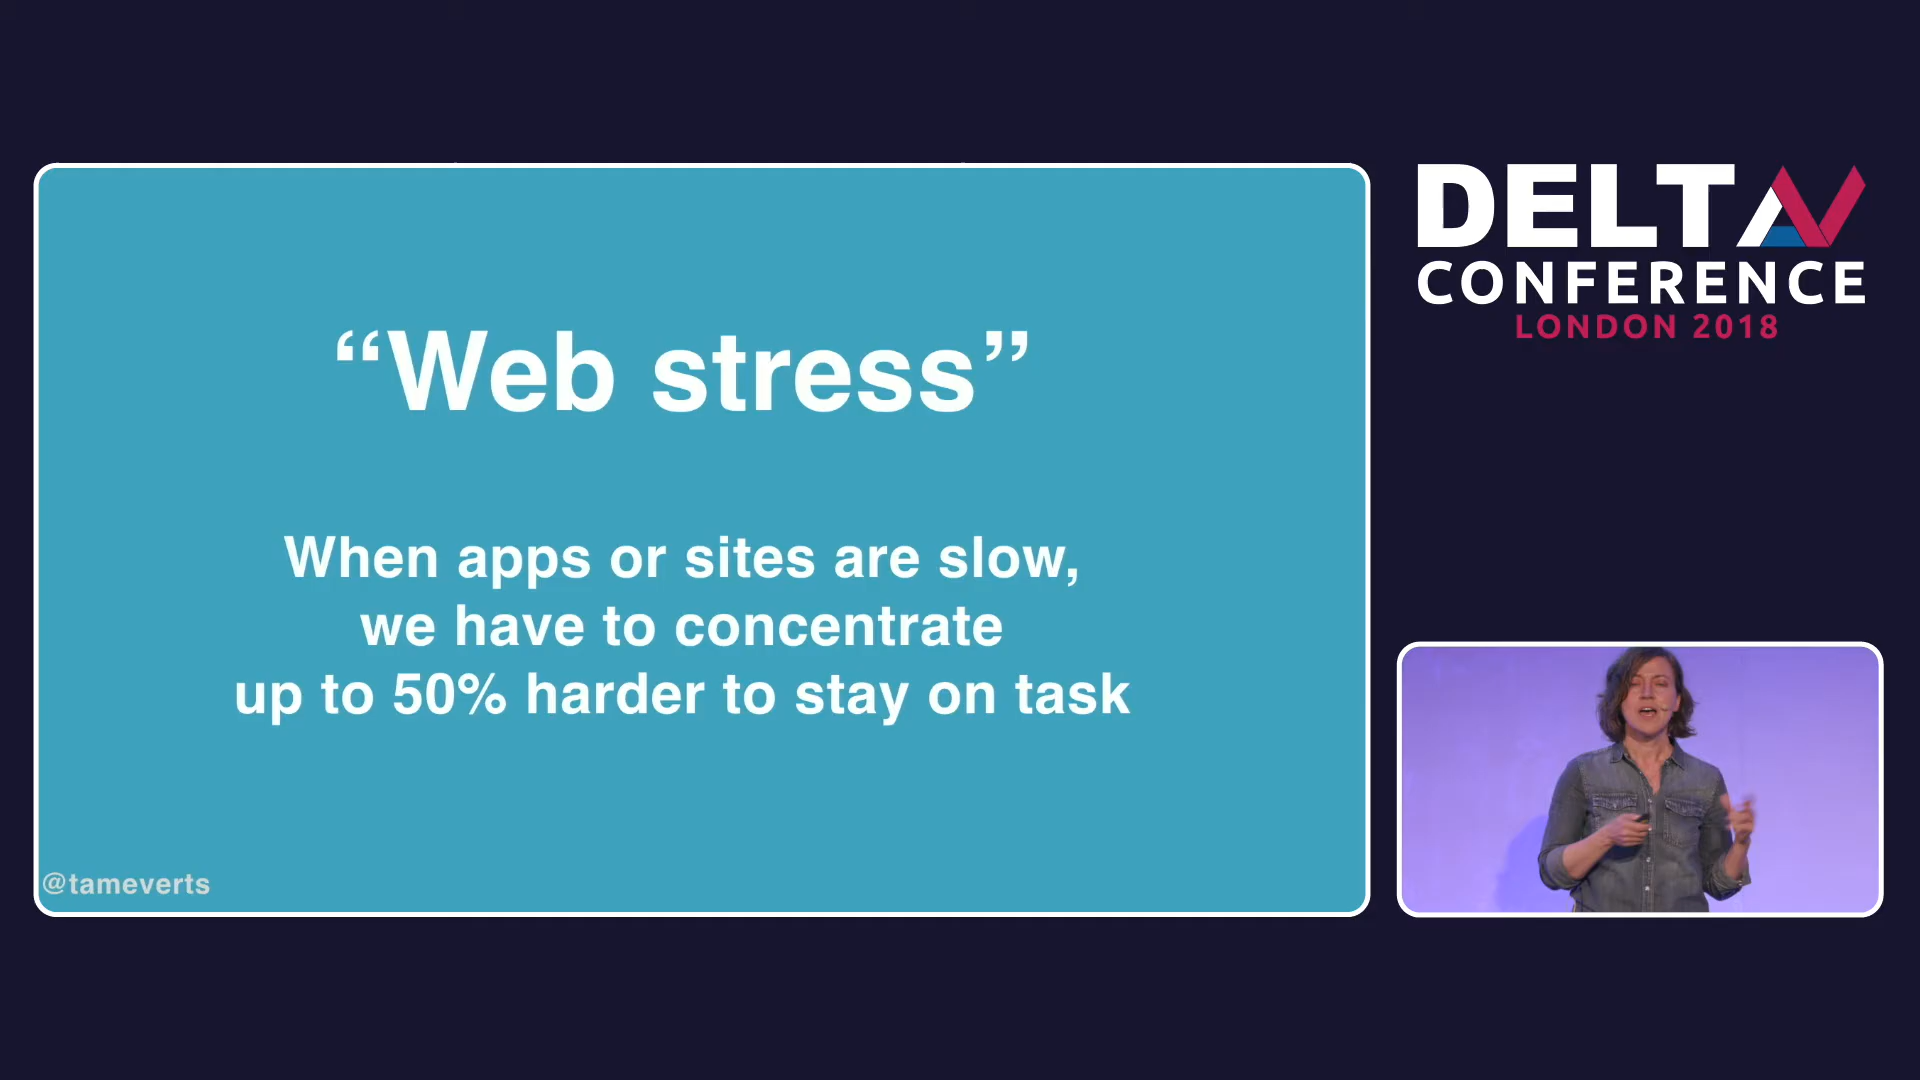 “Web stress”
When apps or sites are slow,
we have to concentrate
up to 50% harder to stay on task
@tameverts
DELTA V
CONFERENCE
LONDON 2018